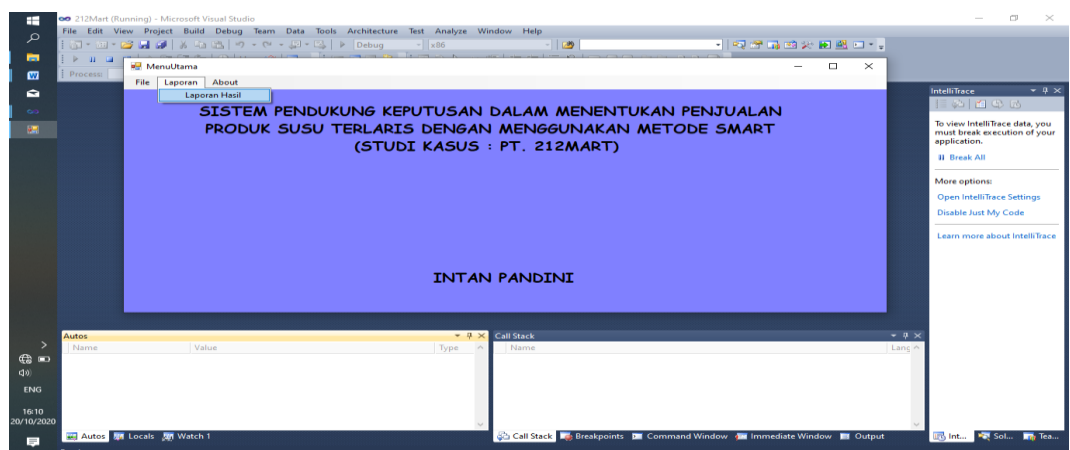 212Mart (Running) - Microsoft Visual Studio
File Edit View Project Build Debug Team Data Tools Architecture Test Analyze Window Help
Debug x86
Process:
MenuUtama
File Laporan About
Laporan Hasil
SISTEM PENDUKUNG KEPUTUSAN DALAM MENENTUKAN PENJUALAN
PRODUK SUSU TERLARIS DENGAN MENGGUNAKAN METODE SMART
(STUDI KASUS : PT. 212MART)
INTAN PANDINI
IntelliTrace
To view IntelliTrace data, you
must break execution of your
application.
Break All
More options:
Open IntelliTrace Settings
Disable Just My Code
Learn more about IntelliTrace
Autos
Name Value Type
Call Stack
Name Lang
Autos Locals Watch 1
Call Stack Breakpoints Command Window Immediate Window Output
Int... Sol... Tea...
ENG
16:10
20/10/2020